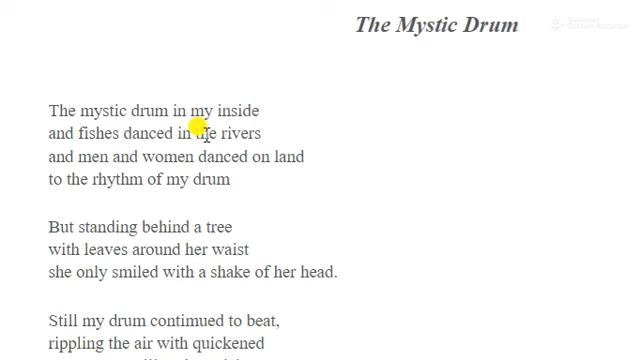 The Mystic Drum
The mystic drum in my inside
and fishes danced in the rivers
and men and women danced on land
to the rhythm of my drum
But standing behind a tree
with leaves around her waist
she only smiled with a shake of her head.
Still my drum continued to beat,
rippling the air with quickened